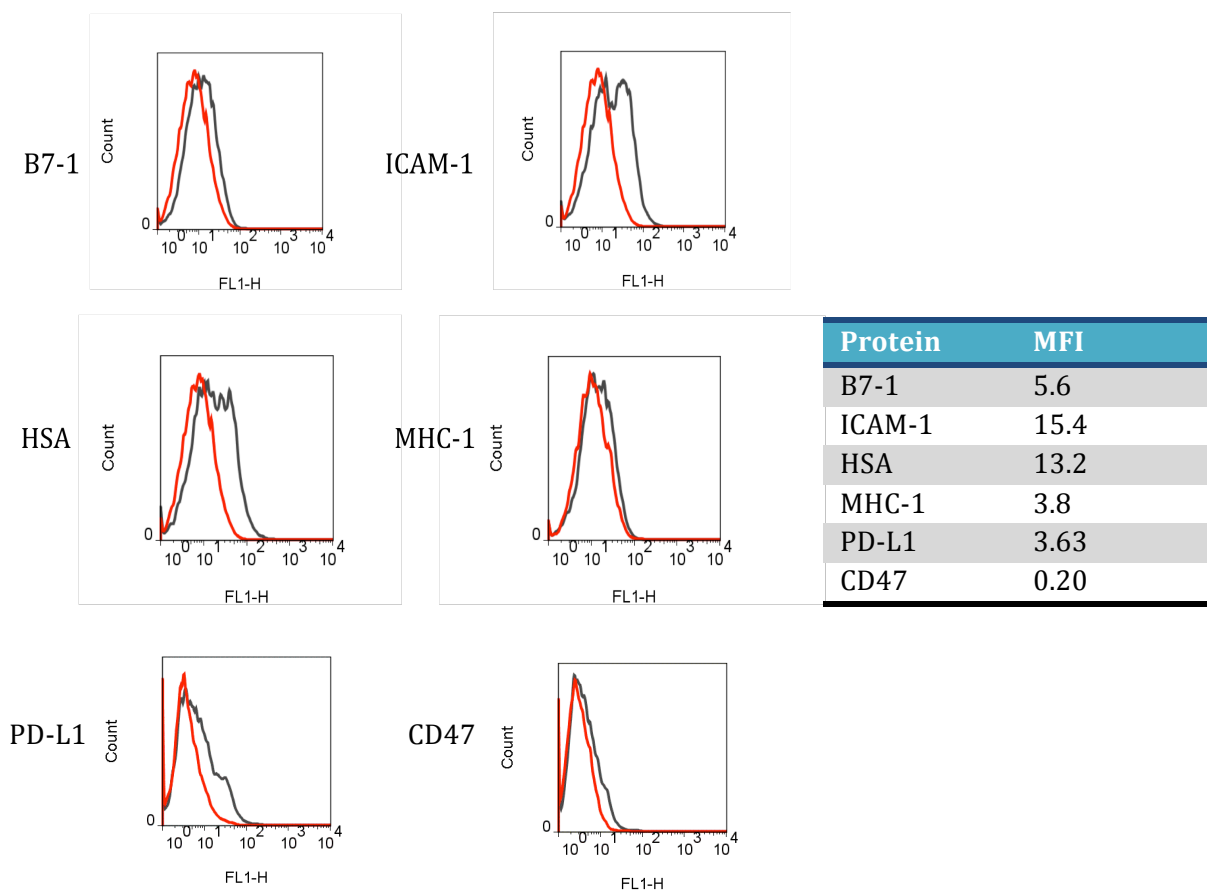 B7-1
Count
0
10^0 10^1 10^2 10^3 10^4
FL1-H
ICAM-1
Count
0
10^0 10^1 10^2 10^3 10^4
FL1-H
HSA
Count
0
10^0 10^1 10^2 10^3 10^4
FL1-H
MHC-1
Count
0
10^0 10^1 10^2 10^3 10^4
FL1-H
Protein MFI
B7-1 5.6
ICAM-1 15.4
HSA 13.2
MHC-1 3.8
PD-L1 3.63
CD47 0.20
PD-L1
Count
0
10^0 10^1 10^2 10^3 10^4
FL1-H
CD47
Count
0
10^0 10^1 10^2 10^3 10^4
FL1-H